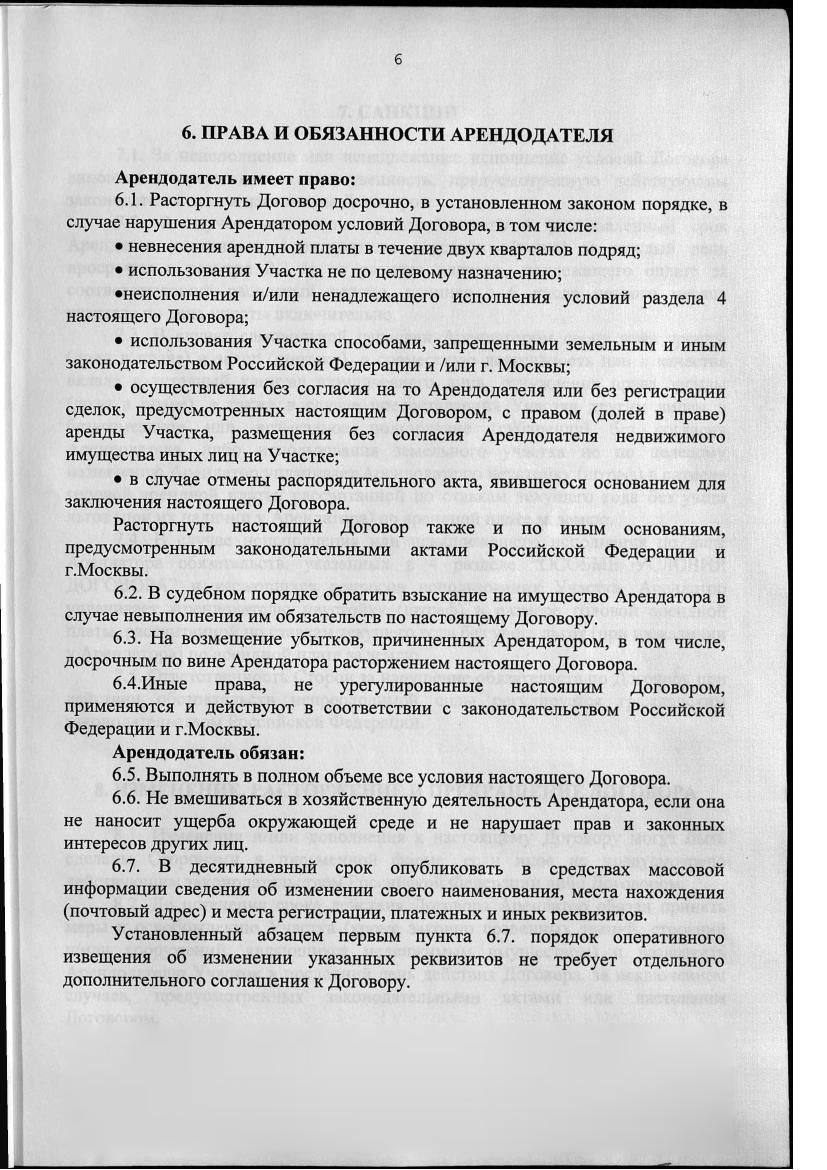 6
6. ПРАВА И ОБЯЗАННОСТИ АРЕНДОДАТЕЛЯ
Арендодатель имеет право:
6.1. Расторгнуть Договор досрочно, в установленном законом порядке, в
случае нарушения Арендатором условий Договора, в том числе:
• невнесения арендной платы в течение двух кварталов подряд;
• использования Участка не по целевому назначению;
•неисполнения и/или ненадлежащего исполнения условий раздела 4
настоящего Договора;
• использования Участка способами, запрещенными земельным и иным
законодательством Российской Федерации и /или г. Москвы;
• осуществления без согласия на то Арендодателя или без регистрации
сделок, предусмотренных настоящим Договором, с правом (долей в праве)
аренды Участка, размещения без согласия Арендодателя недвижимого
имущества иных лиц на Участке;
• в случае отмены распорядительного акта, явившегося основанием для
заключения настоящего Договора.
Расторгнуть настоящий Договор также и по иным основаниям,
предусмотренным законодательными актами Российской Федерации и
г.Москвы.
6.2. В судебном порядке обратить взыскание на имущество Арендатора в
случае невыполнения им обязательств по настоящему Договору.
6.3. На возмещение убытков, причиненных Арендатором, в том числе,
досрочным по вине Арендатора расторжением настоящего Договора.
6.4.Иные права, не урегулированные настоящим Договором,
применяются и действуют в соответствии с законодательством Российской
Федерации и г.Москвы.
Арендодатель обязан:
6.5. Выполнять в полном объеме все условия настоящего Договора.
6.6. Не вмешиваться в хозяйственную деятельность Арендатора, если она
не наносит ущерба окружающей среде и не нарушает прав и законных
интересов других лиц.
6.7. В десятидневный срок опубликовать в средствах массовой
информации сведения об изменении своего наименования, места нахождения
(почтовый адрес) и места регистрации, платежных и иных реквизитов.
Установленный абзацем первым пункта 6.7. порядок оперативного
извещения об изменении указанных реквизитов не требует отдельного
дополнительного соглашения к Договору.